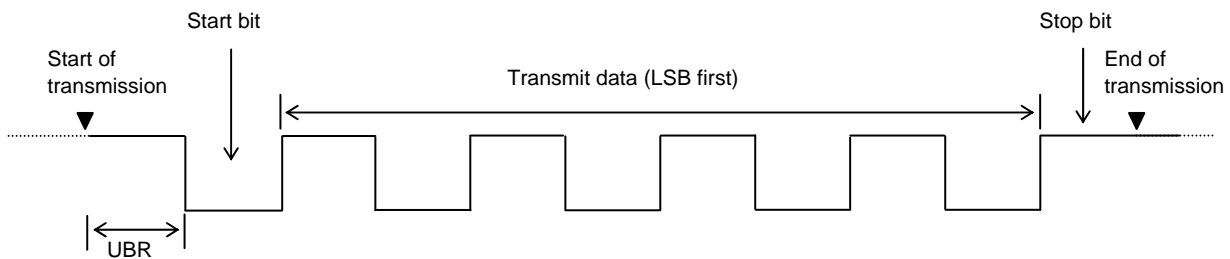 Start bit
Stop bit
Start of
transmission
End of
transmission
Transmit data (LSB first)
UBR